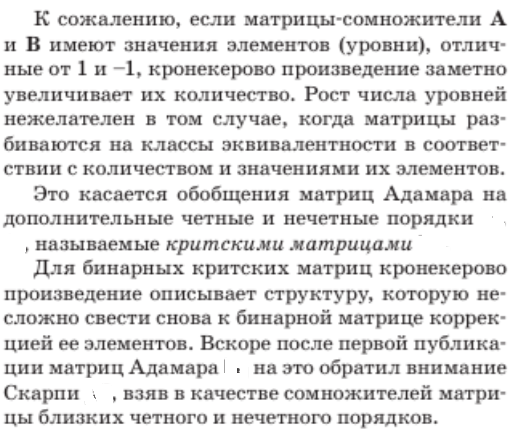 К сожалению, если матрицы-сомножители A
и B имеют значения элементов (уровни), отлич-
ные от 1 и –1, кронекерово произведение заметно
увеличивает их количество. Рост числа уровней
нежелателен в том случае, когда матрицы раз-
биваются на классы эквивалентности в соответ-
ствии с количеством и значениями их элементов.
Это касается обобщения матриц Адамара на
дополнительные четные и нечетные порядки
, называемые критскими матрицами
Для бинарных критских матриц кронекерово
произведение описывает структуру, которую не-
сложно свести снова к бинарной матрице коррек-
цией ее элементов. Вскоре после первой публика-
ции матриц Адамара на это обратил внимание
Скарпи , взяв в качестве сомножителей матри-
цы близких четного и нечетного порядков.